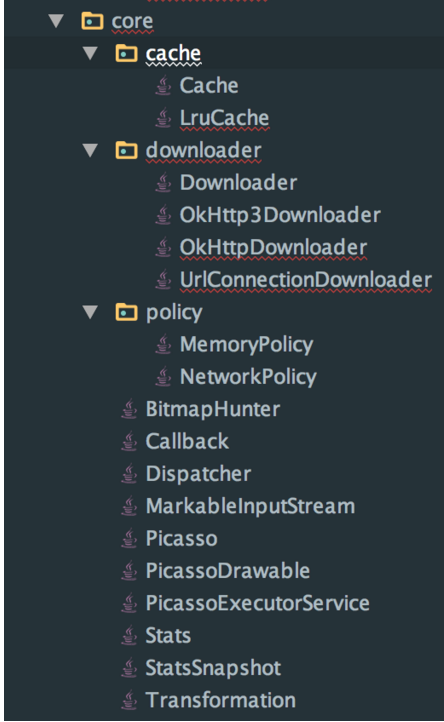 core
cache
Cache
LruCache
downloader
Downloader
OkHttp3Downloader
OkHttpDownloader
UrlConnectionDownloader
policy
MemoryPolicy
NetworkPolicy
BitmapHunter
Callback
Dispatcher
MarkableInputStream
Picasso
PicassoDrawable
PicassoExecutorService
Stats
StatsSnapshot
Transformation